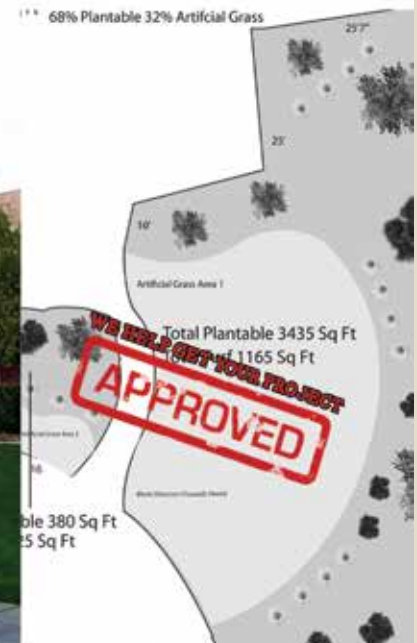 68% Plantable 32% Artifcial Grass
25'7"
25'
10'
Artificial Grass Area 1
Total Plantable 3435 Sq Ft
1165 Sq Ft
WE HELP GET YOUR PROJECT
APPROVED
ble 380 Sq Ft
25 Sq Ft